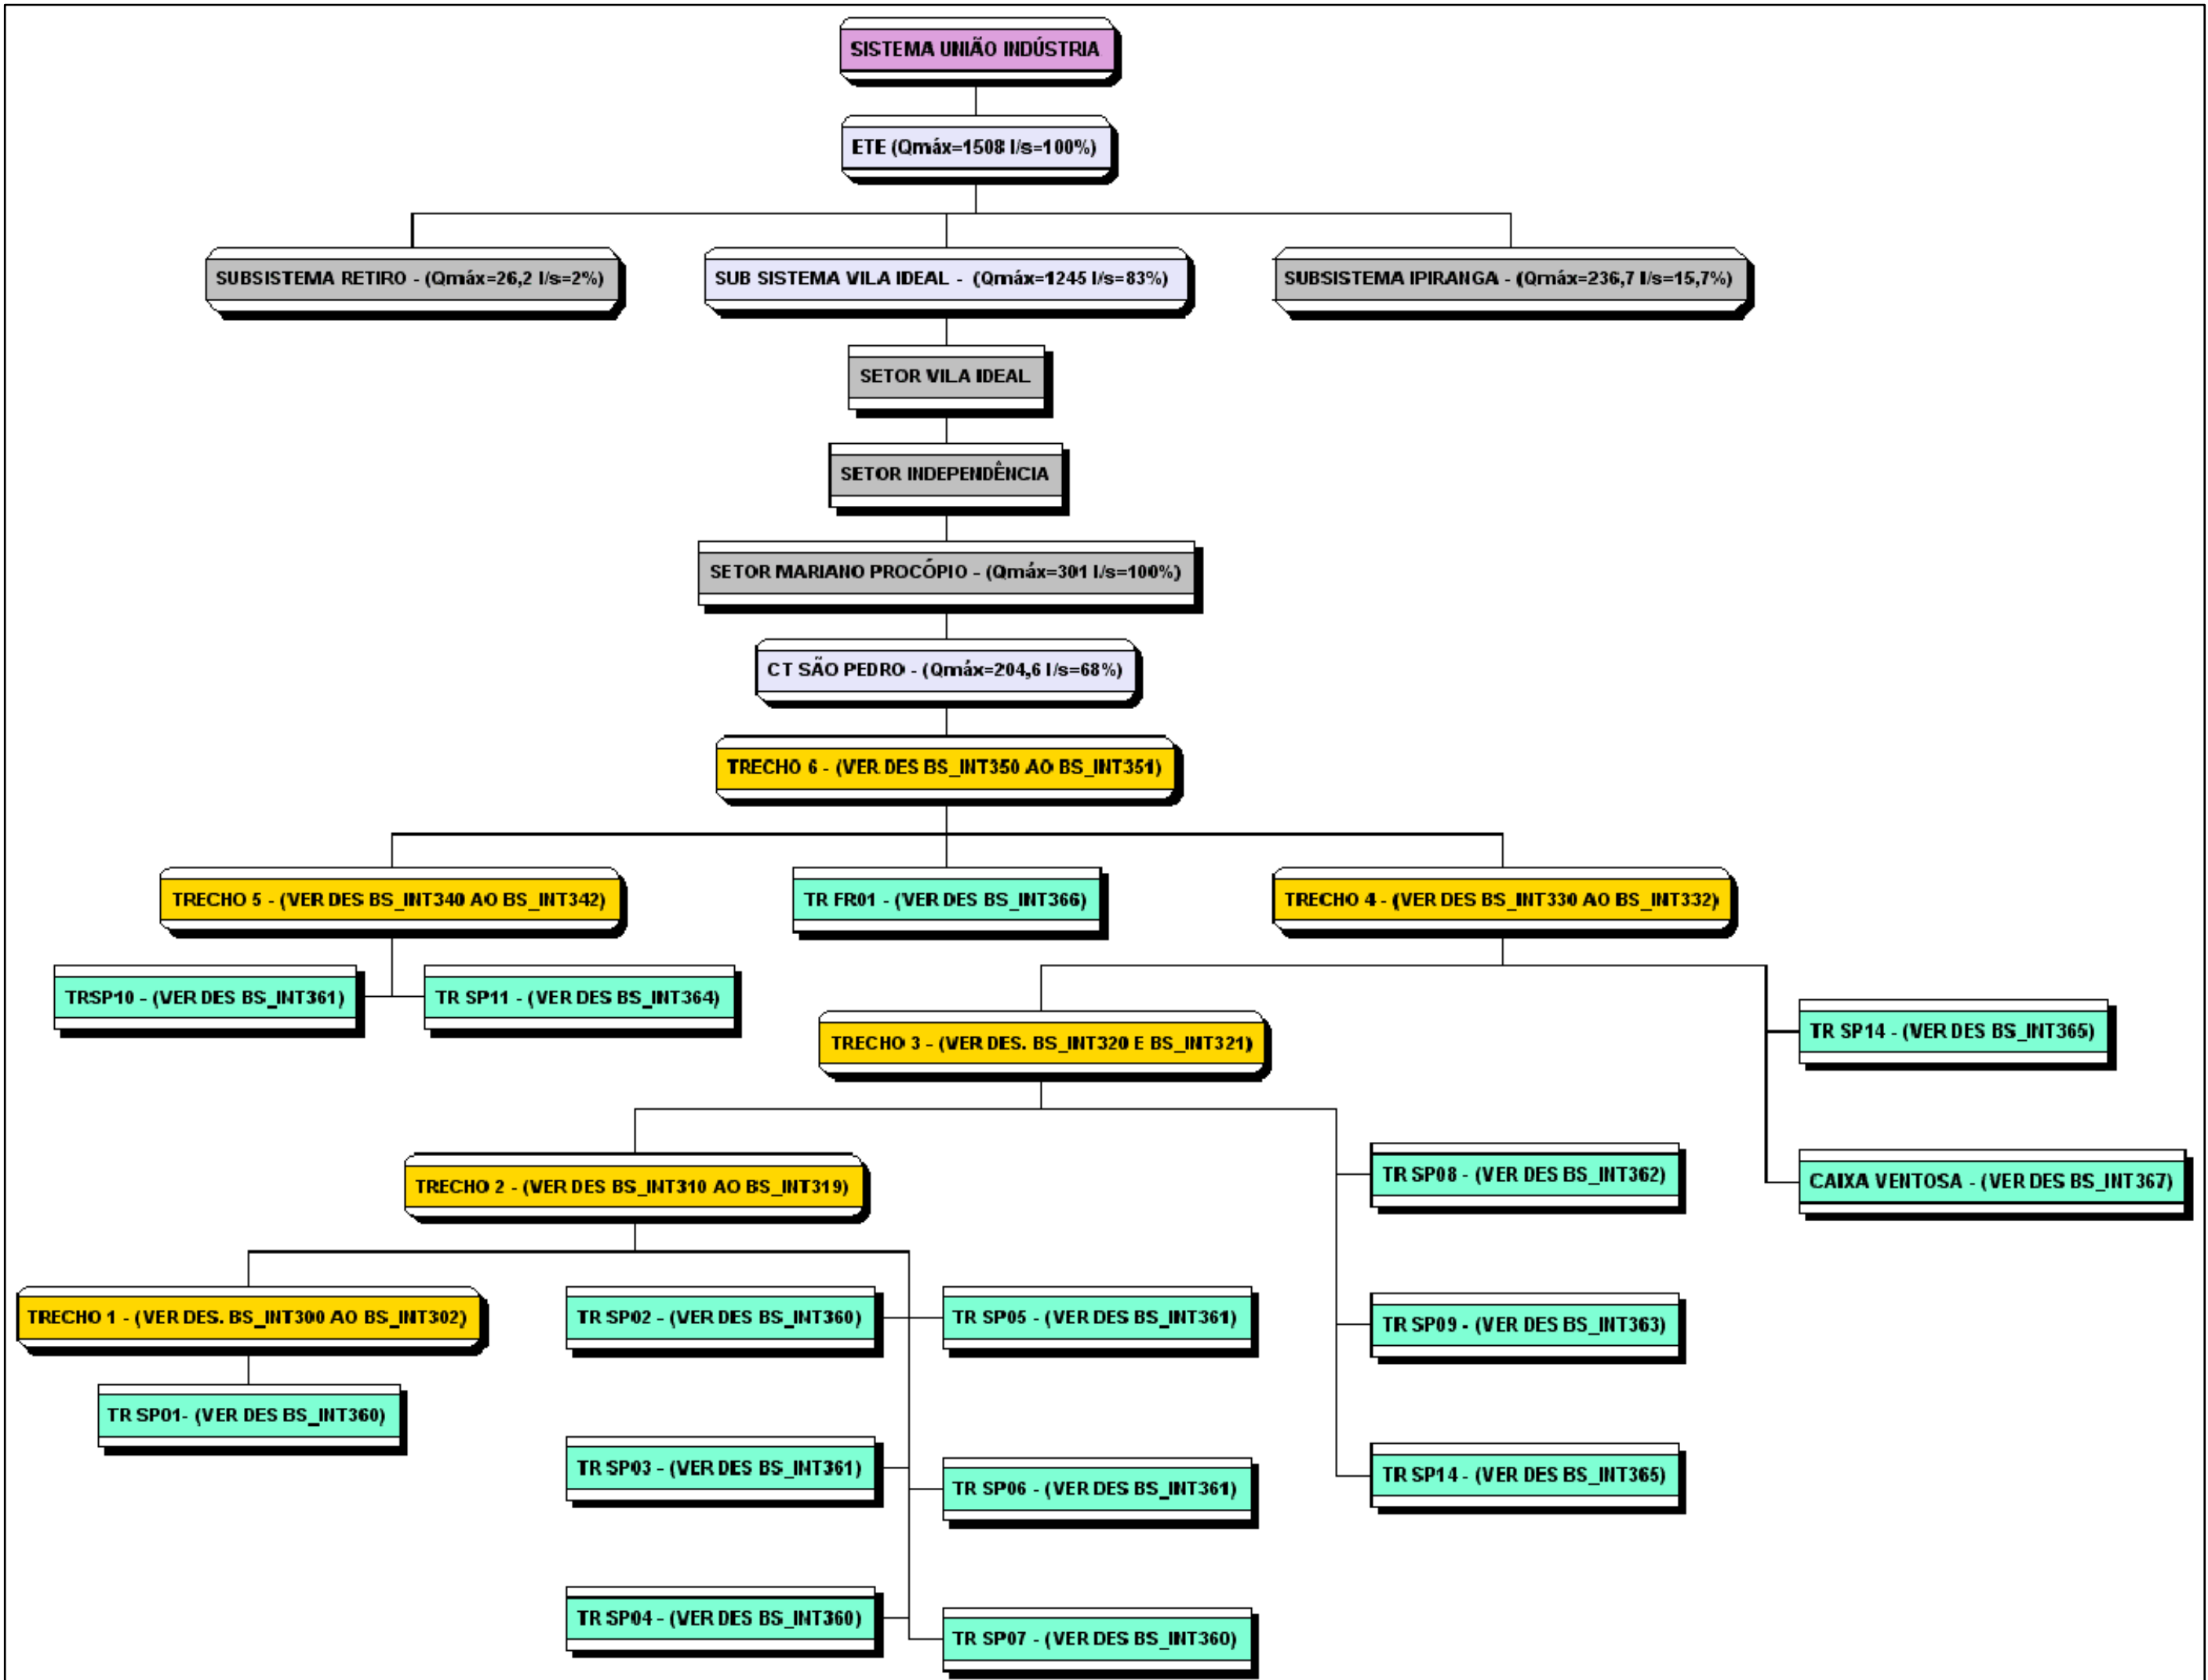 SISTEMA UNIÃO INDÚSTRIA
ETE (Qmáx=1508 l/s=100%)
SUBSISTEMA RETIRO - (Qmáx=26,2 l/s=2%)
SUB SISTEMA VILA IDEAL - (Qmáx=1245 l/s=83%)
SUBSISTEMA IPIRANGA - (Qmáx=236,7 l/s=15,7%)
SETOR VILA IDEAL
SETOR INDEPENDÊNCIA
SETOR MARIANO PROCÓPIO - (Qmáx=301 l/s=100%)
CT SÃO PEDRO - (Qmáx=204,6 l/s=68%)
TRECHO 6 - (VER DES BS_INT350 AO BS_INT351)
TRECHO 5 - (VER DES BS_INT340 AO BS_INT342)
TR FR01 - (VER DES BS_INT366)
TRECHO 4 - (VER DES BS_INT330 AO BS_INT332)
TRSP10 - (VER DES BS_INT361)
TR SP11 - (VER DES BS_INT364)
TRECHO 3 - (VER DES. BS_INT320 E BS_INT321)
TR SP14 - (VER DES BS_INT365)
TRECHO 2 - (VER DES BS_INT310 AO BS_INT319)
TR SP08 - (VER DES BS_INT362)
CAIXA VENTOSA - (VER DES BS_INT367)
TRECHO 1 - (VER DES. BS_INT300 AO BS_INT302)
TR SP02 - (VER DES BS_INT360)
TR SP05 - (VER DES BS_INT361)
TR SP09 - (VER DES BS_INT363)
TR SP01- (VER DES BS_INT360)
TR SP03 - (VER DES BS_INT361)
TR SP06 - (VER DES BS_INT361)
TR SP14 - (VER DES BS_INT365)
TR SP04 - (VER DES BS_INT360)
TR SP07 - (VER DES BS_INT360)